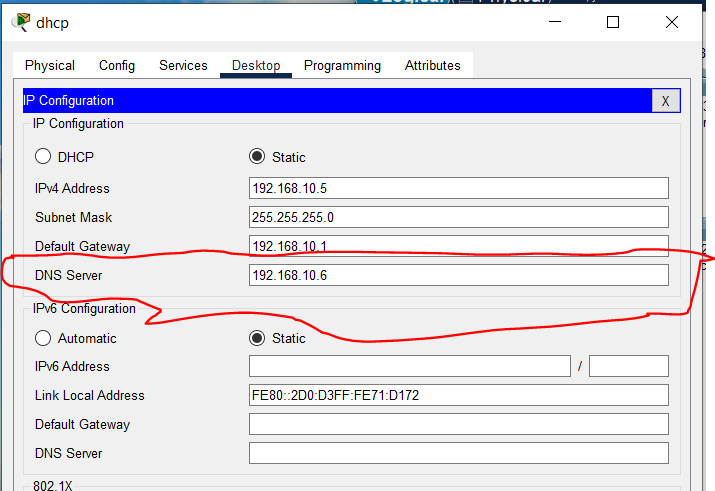 dhcp
Physical Config Services Desktop Programming Attributes
IP Configuration X
IP Configuration
DHCP Static
IPv4 Address 192.168.10.5
Subnet Mask 255.255.255.0
Default Gateway 192.168.10.1
DNS Server 192.168.10.6
IPv6 Configuration
Automatic Static
IPv6 Address /
Link Local Address FE80::2D0:D3FF:FE71:D172
Default Gateway
DNS Server
802.1X